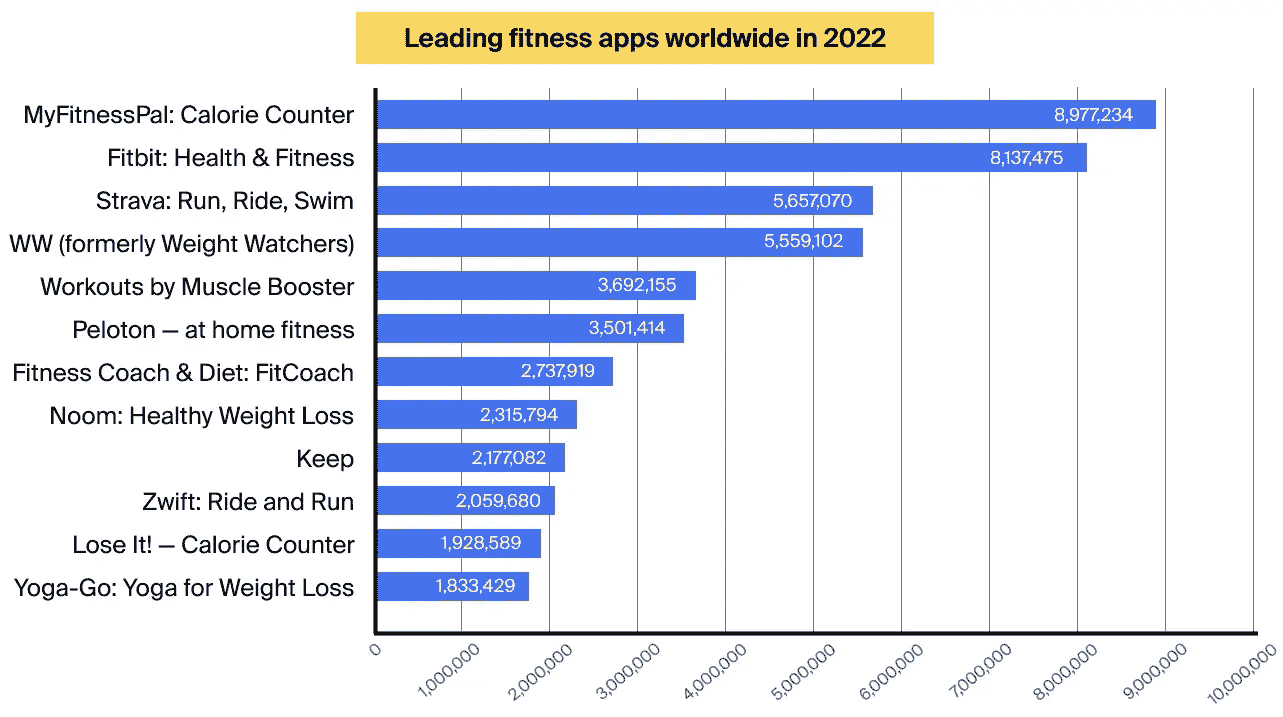 Leading fitness apps worldwide in 2022
MyFitnessPal: Calorie Counter 8,977,234
Fitbit: Health & Fitness 8,137,475
Strava: Run, Ride, Swim 5,657,070
WW (formerly Weight Watchers) 5,559,102
Workouts by Muscle Booster 3,692,155
Peloton — at home fitness 3,501,414
Fitness Coach & Diet: FitCoach 2,737,919
Noom: Healthy Weight Loss 2,315,794
Keep 2,177,082
Zwift: Ride and Run 2,059,680
Lose It! — Calorie Counter 1,928,589
Yoga-Go: Yoga for Weight Loss 1,833,429
0 1,000,000 2,000,000 3,000,000 4,000,000 5,000,000 6,000,000 7,000,000 8,000,000 9,000,000 10,000,000